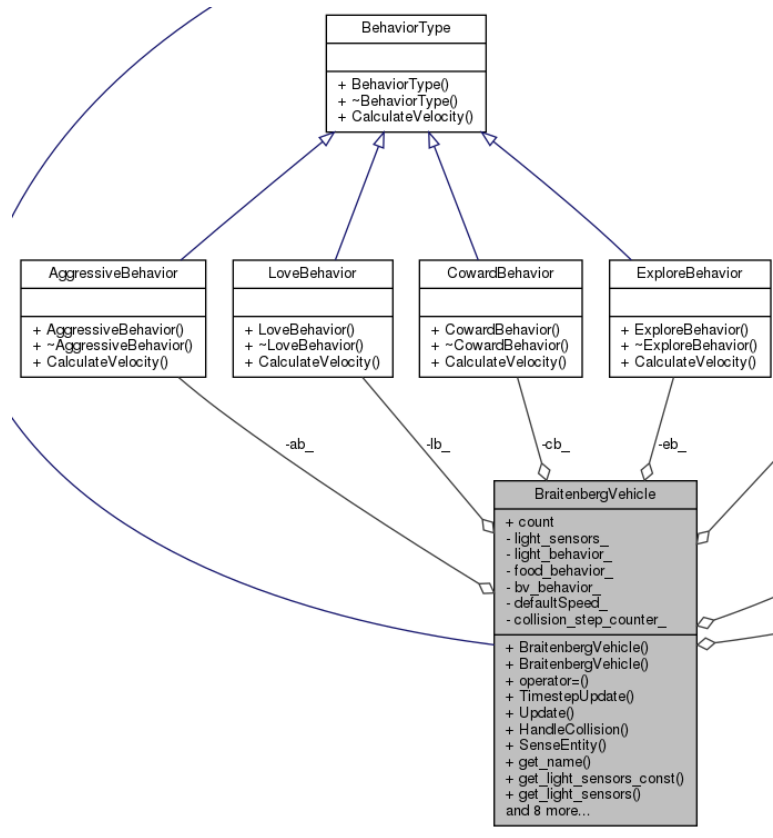 BehaviorType
+ BehaviorType()
+ ~BehaviorType()
+ CalculateVelocity()
AggressiveBehavior
+ AggressiveBehavior()
+ ~AggressiveBehavior()
+ CalculateVelocity()
LoveBehavior
+ LoveBehavior()
+ ~LoveBehavior()
+ CalculateVelocity()
CowardBehavior
+ CowardBehavior()
+ ~CowardBehavior()
+ CalculateVelocity()
ExploreBehavior
+ ExploreBehavior()
+ ~ExploreBehavior()
+ CalculateVelocity()
-ab_
-lb_
-cb_
-eb_
BraitenbergVehicle
+ count
- light_sensors_
- light_behavior_
- food_behavior_
- bv_behavior_
- defaultSpeed_
- collision_step_counter_
+ BraitenbergVehicle()
+ BraitenbergVehicle()
+ operator=()
+ TimestepUpdate()
+ Update()
+ HandleCollision()
+ SenseEntity()
+ get_name()
+ get_light_sensors_const()
+ get_light_sensors()
and 8 more...